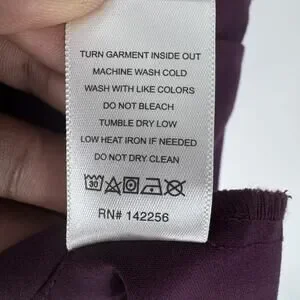 TURN GARMENT INSIDE OUT
MACHINE WASH COLD
WASH WITH LIKE COLORS
DO NOT BLEACH
TUMBLE DRY LOW
LOW HEAT IRON IF NEEDED
DO NOT DRY CLEAN
30
RN# 142256